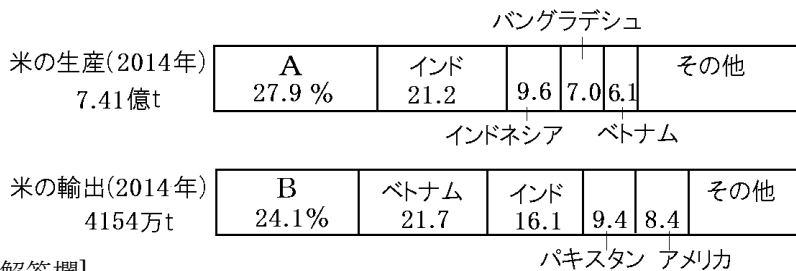 バングラデシュ
米の生産(2014年)
7.41億t
A
27.9 %
インド
21.2
9.6
7.0
6.1
その他
インドネシア
ベトナム
米の輸出(2014年)
4154万t
B
24.1%
ベトナム
21.7
インド
16.1
9.4
8.4
その他
パキスタン
アメリカ